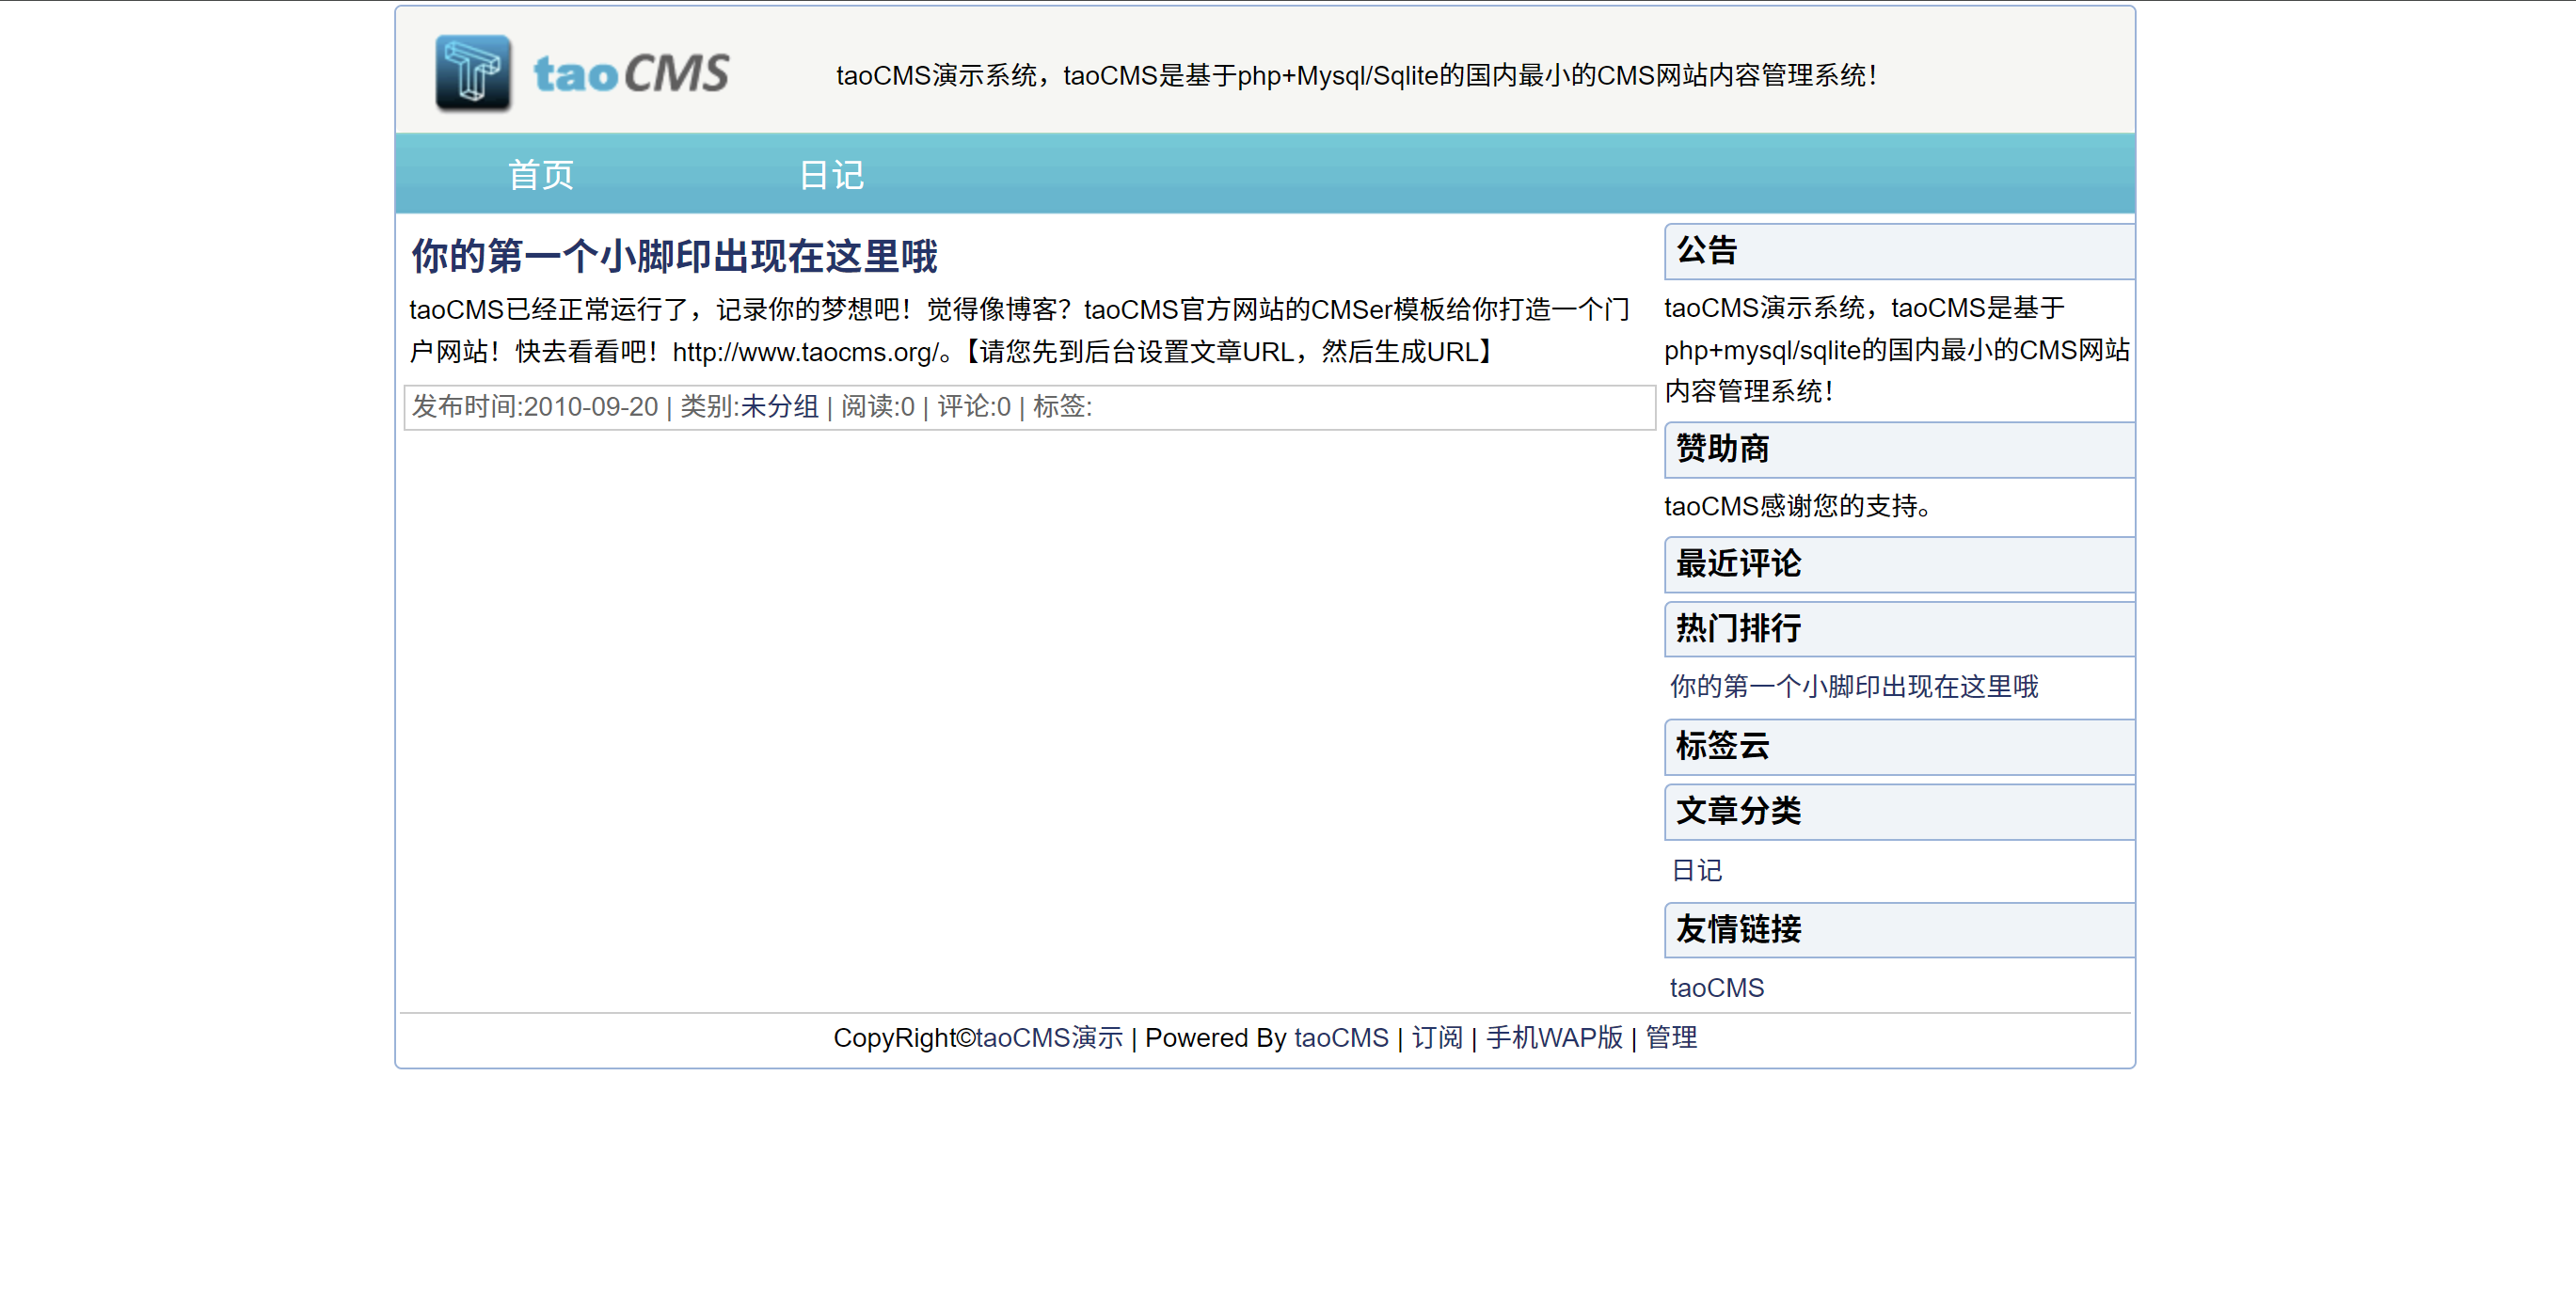 taoCMS
taoCMS演示系统，taoCMS是基于php+Mysql/Sqlite的国内最小的CMS网站内容管理系统！
首页
日记
你的第一个小脚印出现在这里哦
taoCMS已经正常运行了，记录你的梦想吧！觉得像博客？taoCMS官方网站的CMSer模板给你打造一个门
户网站！快去看看吧！http://www.taocms.org/。【请您先到后台设置文章URL，然后生成URL】
发布时间:2010-09-20 | 类别:未分组 | 阅读:0 | 评论:0 | 标签:
公告
taoCMS演示系统，taoCMS是基于
php+mysql/sqlite的国内最小的CMS网站
内容管理系统！
赞助商
taoCMS感谢您的支持。
最近评论
热门排行
你的第一个小脚印出现在这里哦
标签云
文章分类
日记
友情链接
taoCMS
CopyRight©taoCMS演示 | Powered By taoCMS | 订阅 | 手机WAP版 | 管理